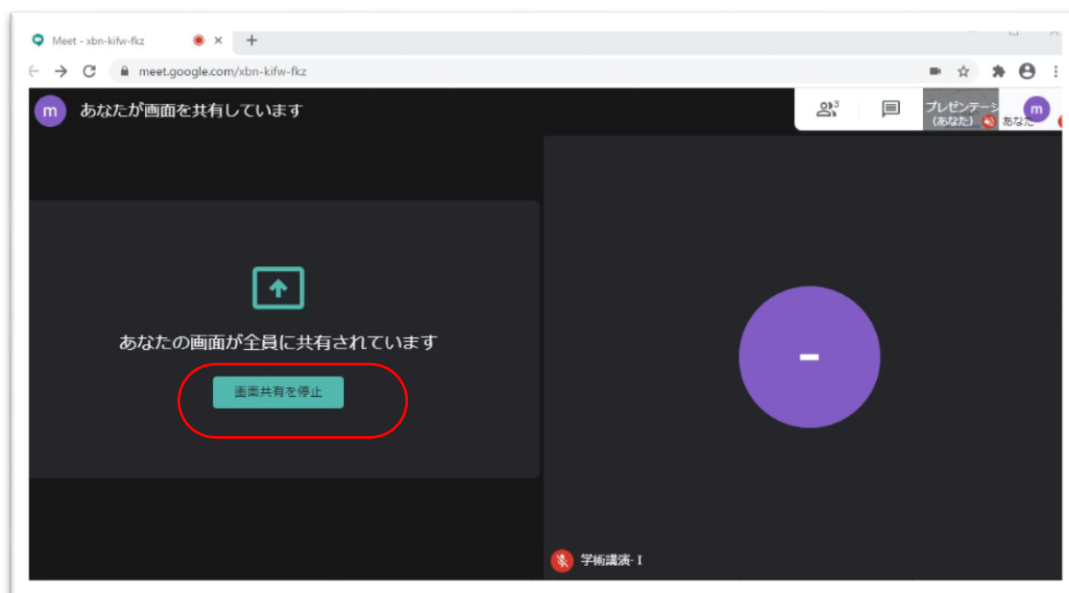 Meet - xbn-kifw-fkz
meet.google.com/xbn-kifw-fkz
m あなたが画面を共有しています
3
プレゼンテーシ
(あなた)
あなた
m
あなたの画面が全員に共有されています
画面共有を停止
学術講演- I